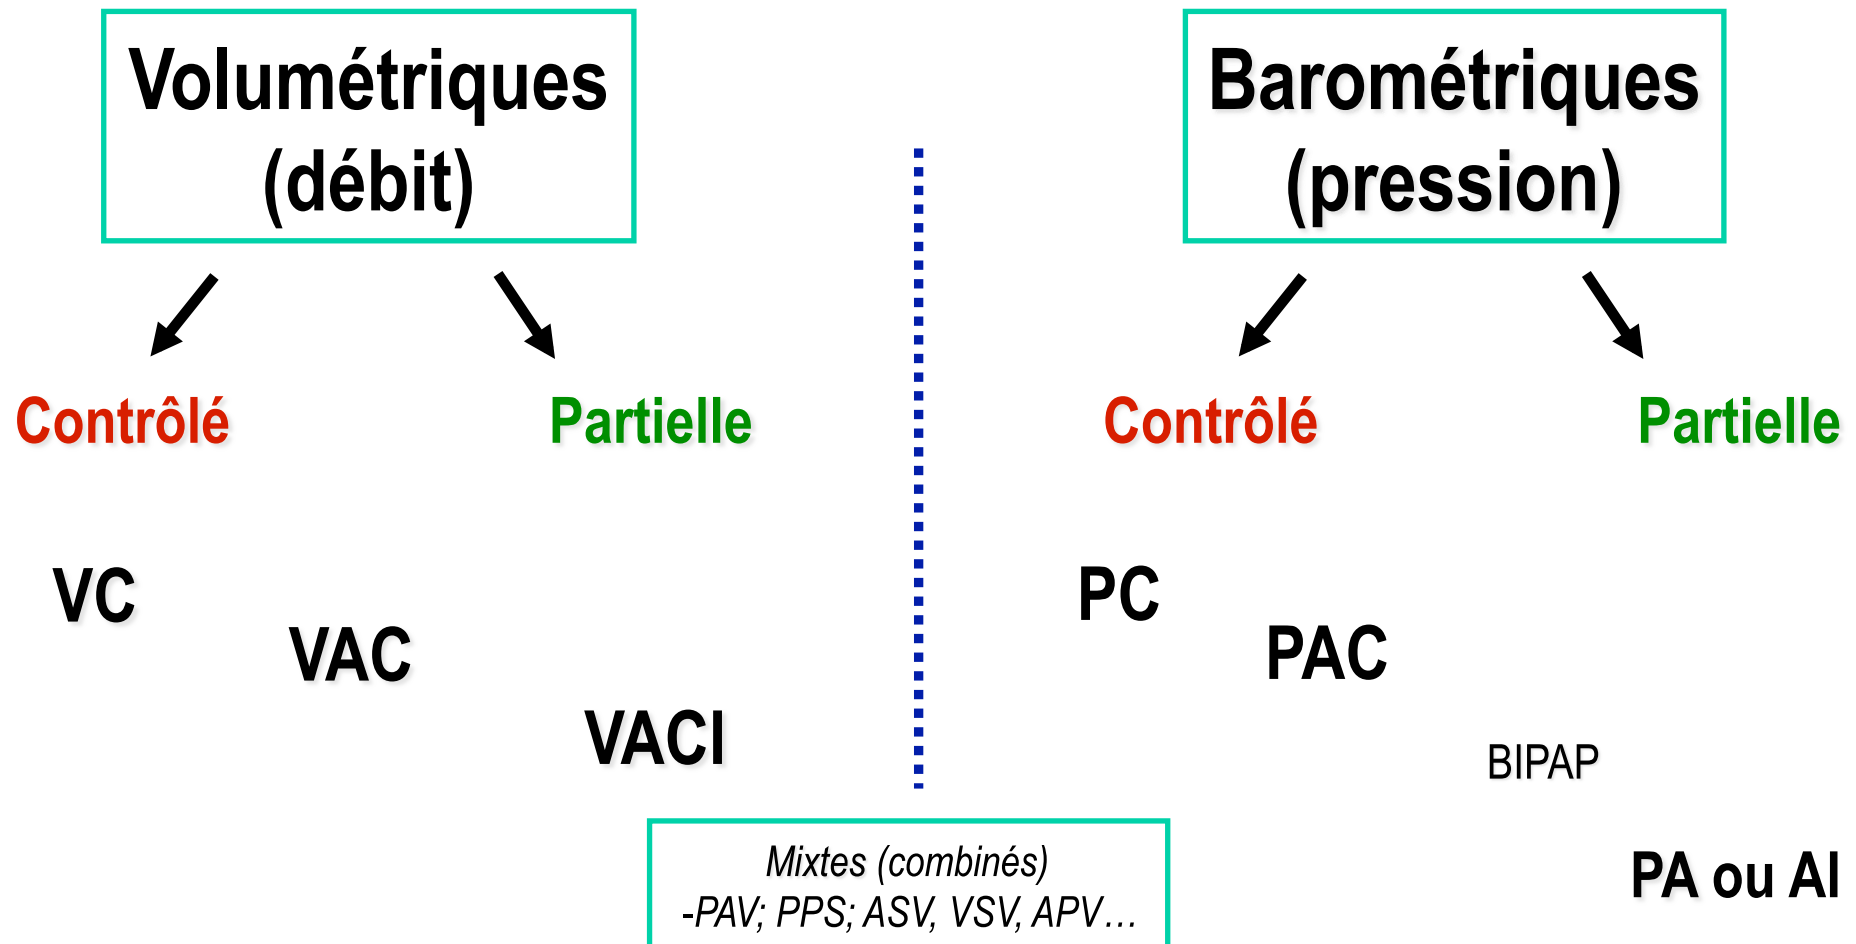 Volumétriques
(débit)
Contrôlé
Partielle
VC
VAC
VACI
Barométriques
(pression)
Contrôlé
Partielle
PC
PAC
BIPAP
PA ou AI
Mixtes (combinés)
-PAV; PPS; ASV, VSV, APV…